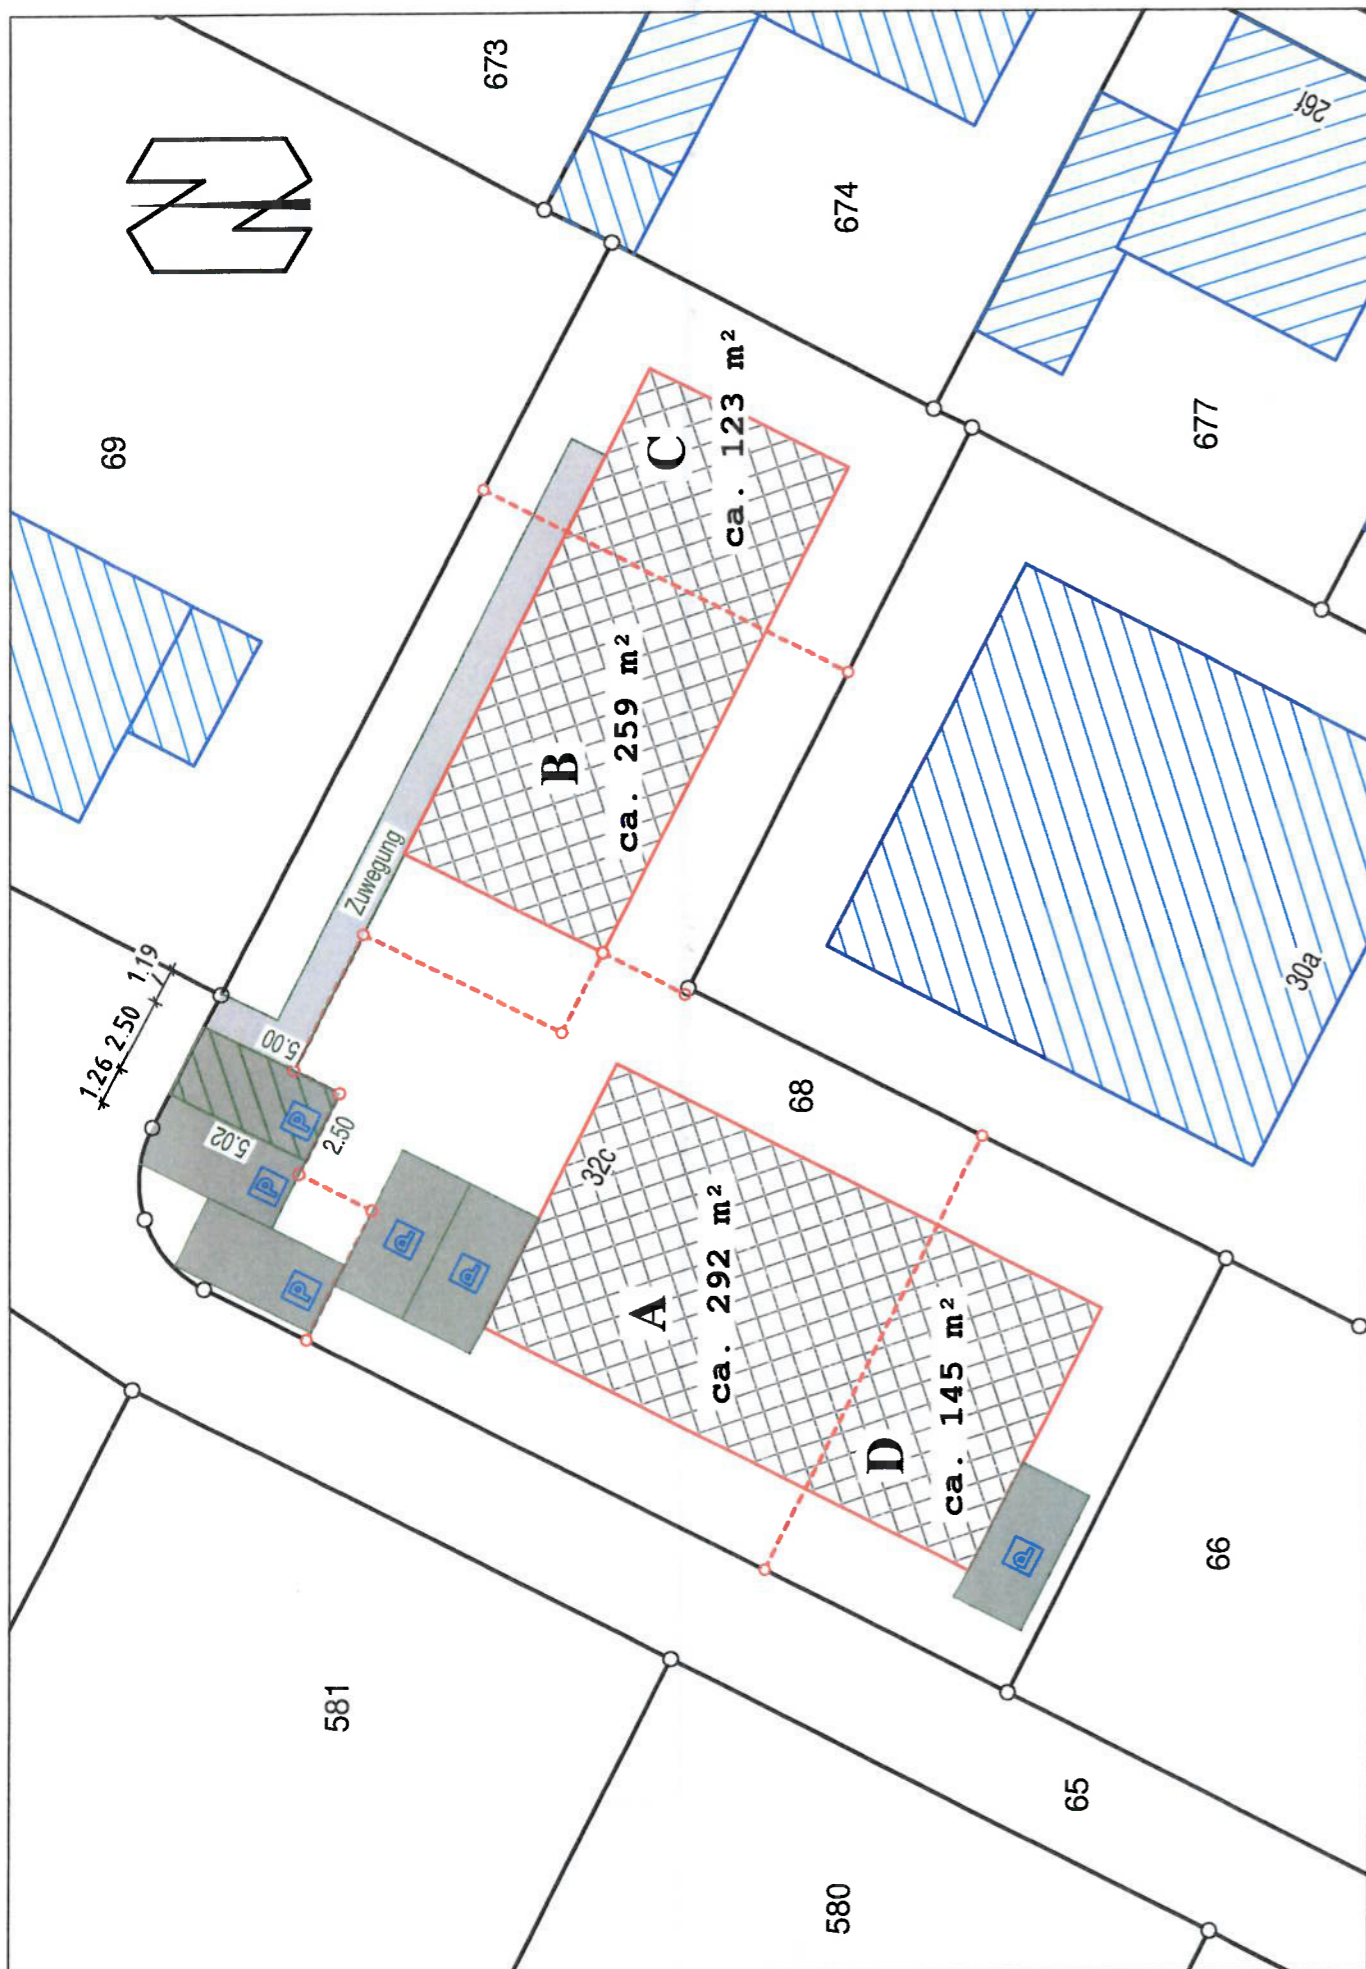 673
674
26f
677
69
C
ca. 123 m²
B
ca. 259 m²
Zuwegung
1.26 2.50 1.19
5.00
5.02
2.50
P
P
P
P
P
32c
68
30a
A
ca. 292 m²
D
ca. 145 m²
P
66
65
581
580